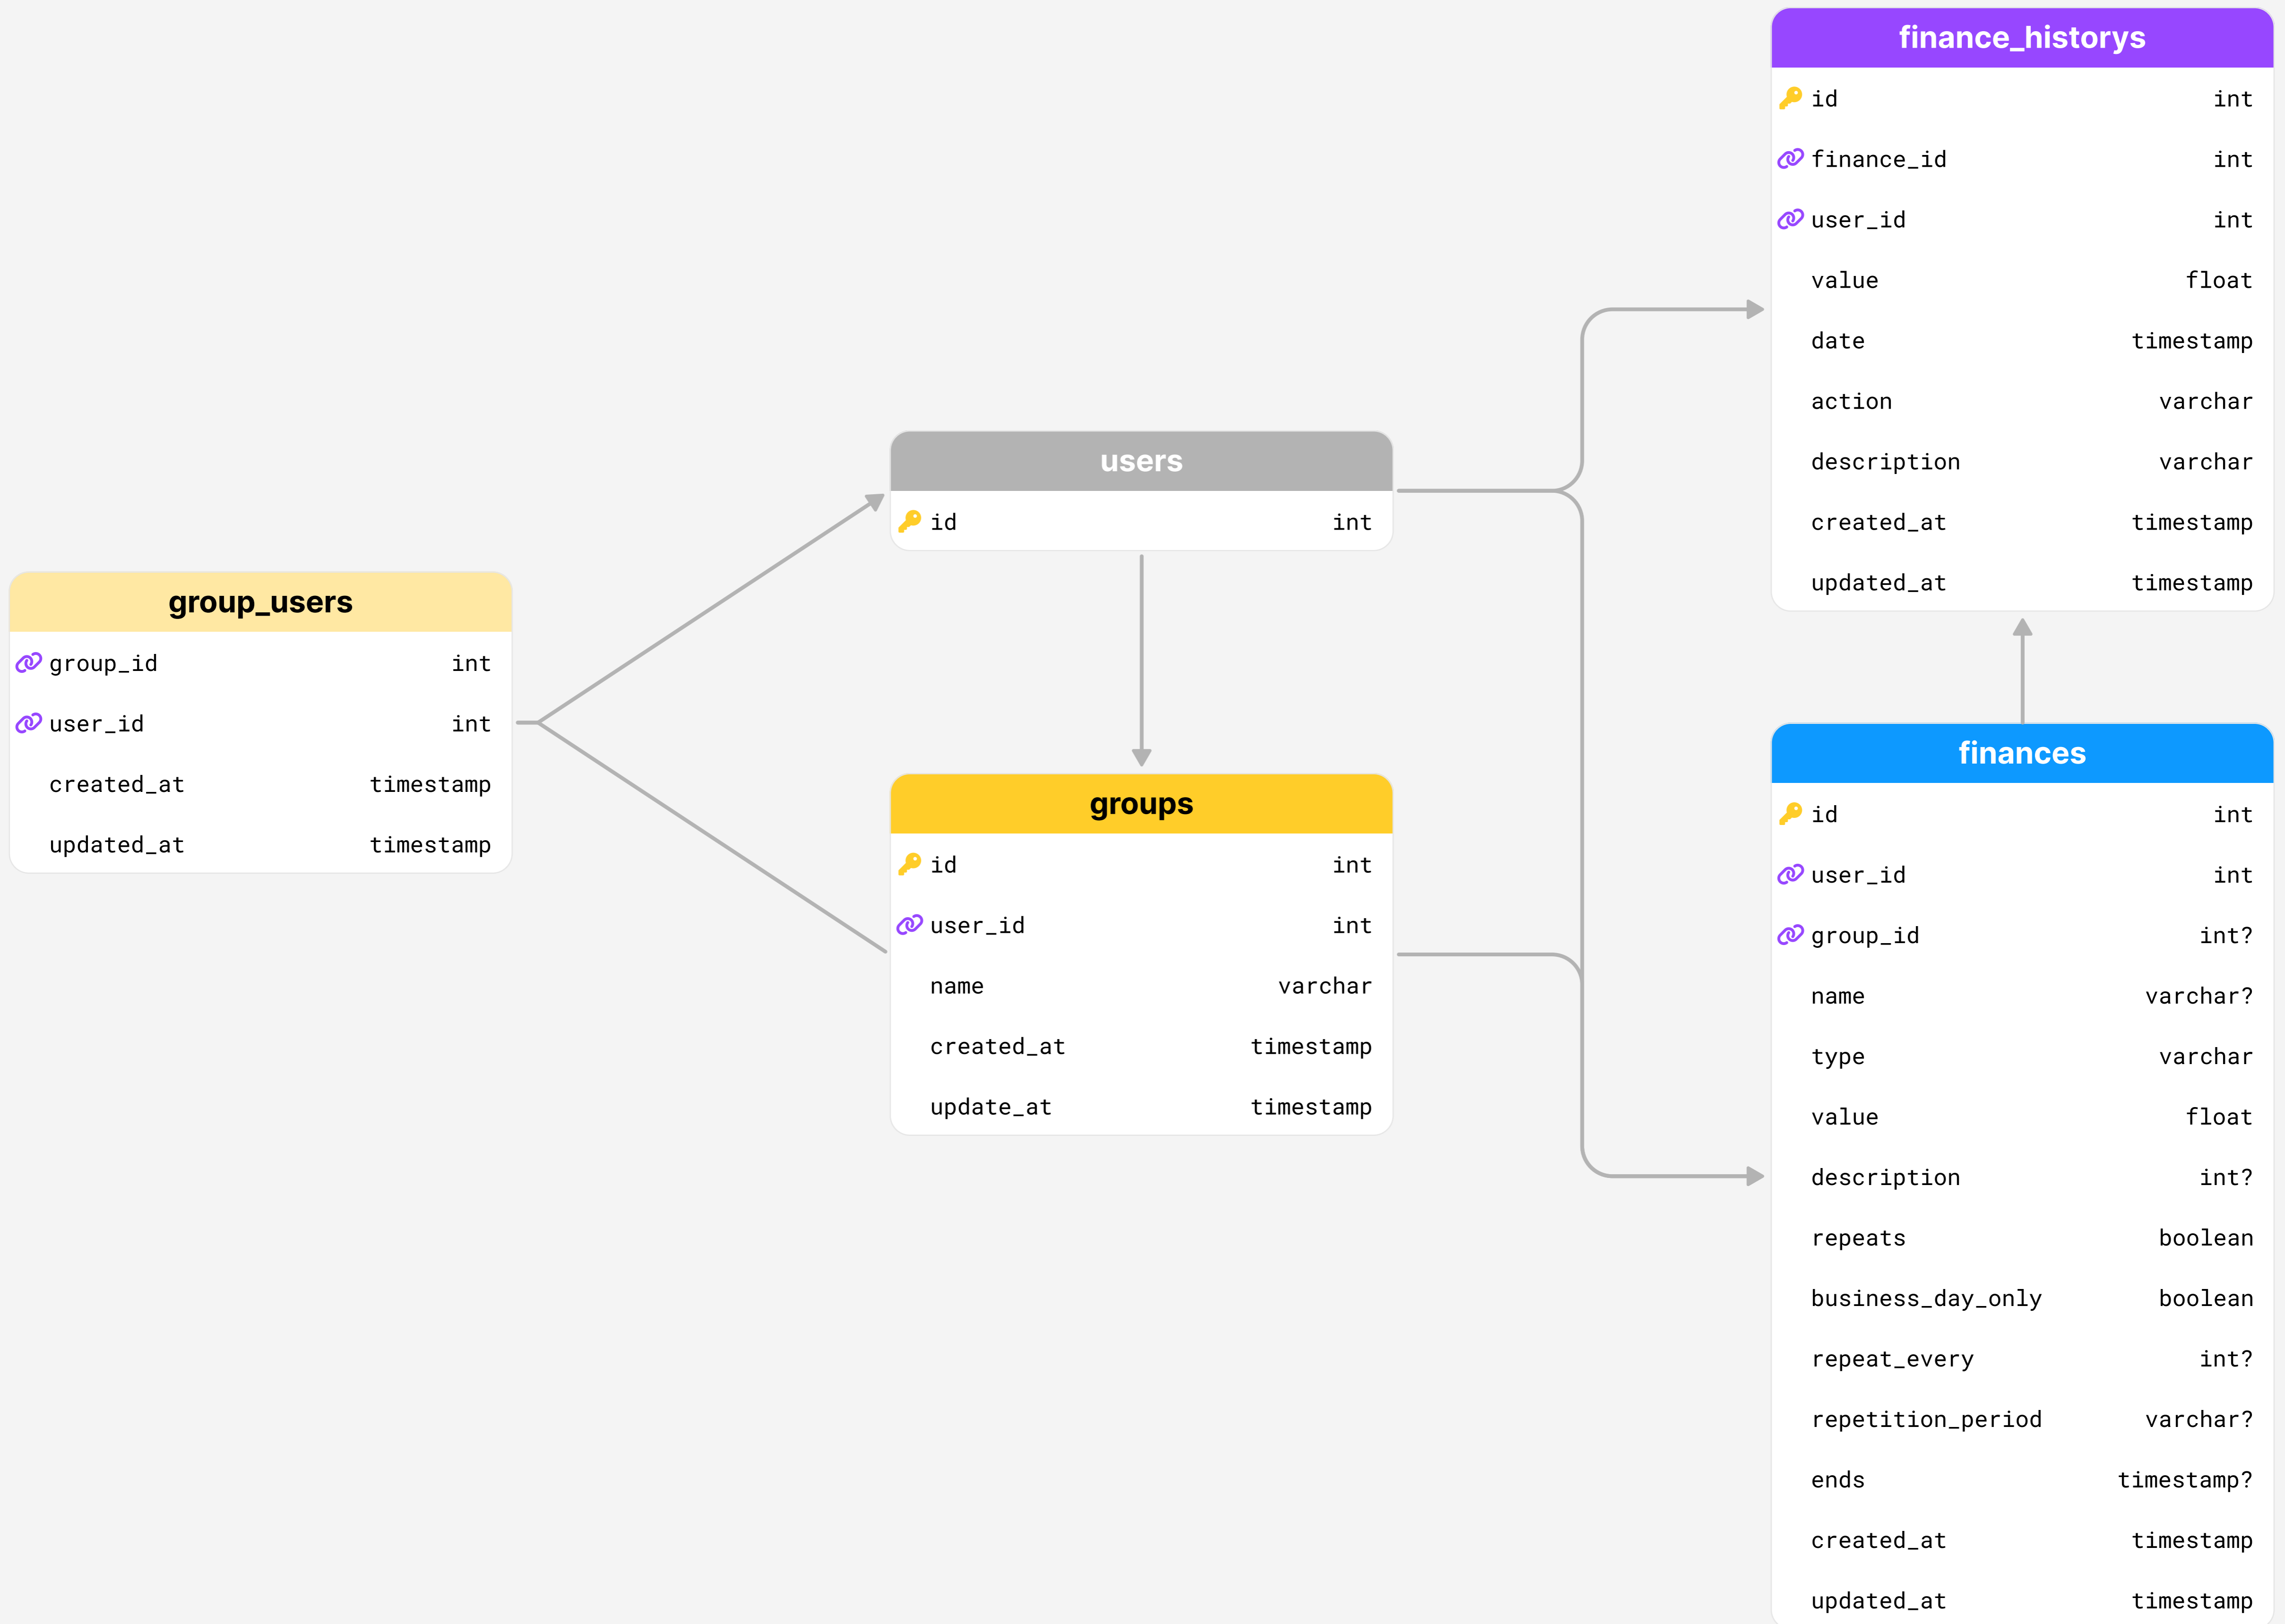 finance_historys
id int
finance_id int
user_id int
value float
date timestamp
action varchar
description varchar
created_at timestamp
updated_at timestamp
users
id int
group_users
group_id int
user_id int
created_at timestamp
updated_at timestamp
groups
id int
user_id int
name varchar
created_at timestamp
update_at timestamp
finances
id int
user_id int
group_id int?
name varchar?
type varchar
value float
description int?
repeats boolean
business_day_only boolean
repeat_every int?
repetition_period varchar?
ends timestamp?
created_at timestamp
updated_at timestamp